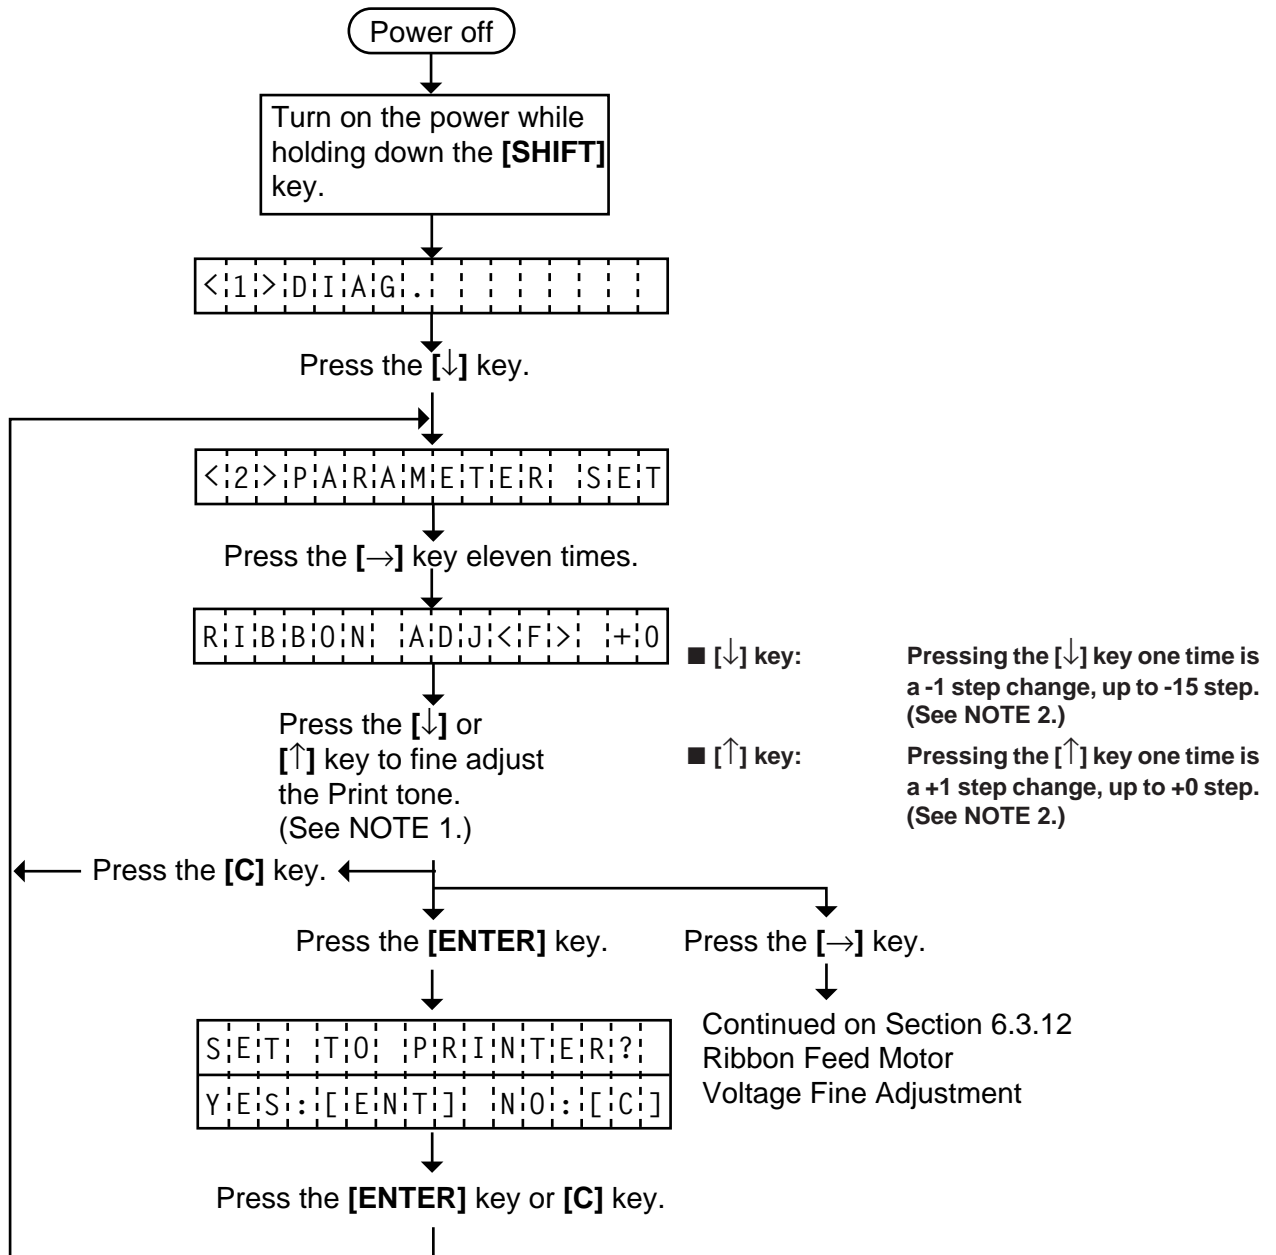 Power off
Turn on the power while
holding down the [SHIFT]
key.
<1>DIAG.
Press the [↓] key.
<2>PARAMETER SET
Press the [→] key eleven times.
RIBBON ADJ<F> +0
■ [↓] key: Pressing the [↓] key one time is
a -1 step change, up to -15 step.
(See NOTE 2.)
■ [↑] key: Pressing the [↑] key one time is
a +1 step change, up to +0 step.
(See NOTE 2.)
Press the [↓] or
[↑] key to fine adjust
the Print tone.
(See NOTE 1.)
Press the [C] key.
Press the [ENTER] key.
Press the [→] key.
Continued on Section 6.3.12
Ribbon Feed Motor
Voltage Fine Adjustment
SET TO PRINTER?
YES:[ENT] NO:[C]
Press the [ENTER] key or [C] key.